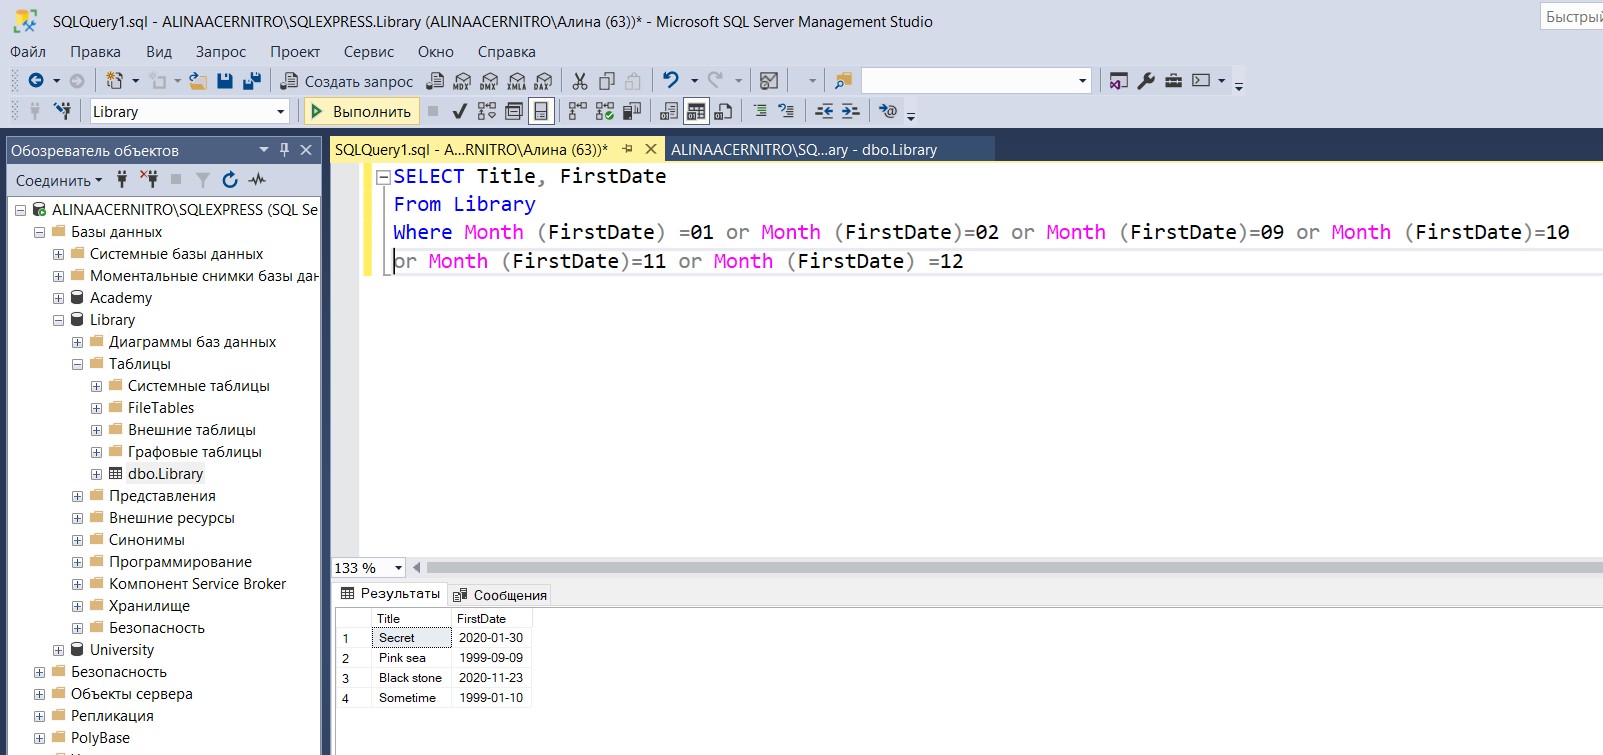 SQLQuery1.sql - ALINAACERNITRO\SQLEXPRESS.Library (ALINAACERNITRO\Алина (63))* - Microsoft SQL Server Management Studio
Быстрый
Файл Правка Вид Запрос Проект Сервис Окно Справка
Создать запрос MDX DMX XMLA DAX
Library Выполнить
Обозреватель объектов
SQLQuery1.sql - A...RNITRO\Алина (63))* ALINAACERNITRO\SQ...ary - dbo.Library
Соединить
ALINAACERNITRO\SQLEXPRESS (SQL Se
Базы данных
Системные базы данных
Моментальные снимки базы дан
Academy
Library
Диаграммы баз данных
Таблицы
Системные таблицы
FileTables
Внешние таблицы
Графовые таблицы
dbo.Library
Представления
Внешние ресурсы
Синонимы
Программирование
Компонент Service Broker
Хранилище
Безопасность
University
Безопасность
Объекты сервера
Репликация
PolyBase
SELECT Title, FirstDate
From Library
Where Month (FirstDate) =01 or Month (FirstDate)=02 or Month (FirstDate)=09 or Month (FirstDate)=10
or Month (FirstDate)=11 or Month (FirstDate) =12
133 %
Результаты Сообщения
Title FirstDate
1 Secret 2020-01-30
2 Pink sea 1999-09-09
3 Black stone 2020-11-23
4 Sometime 1999-01-10